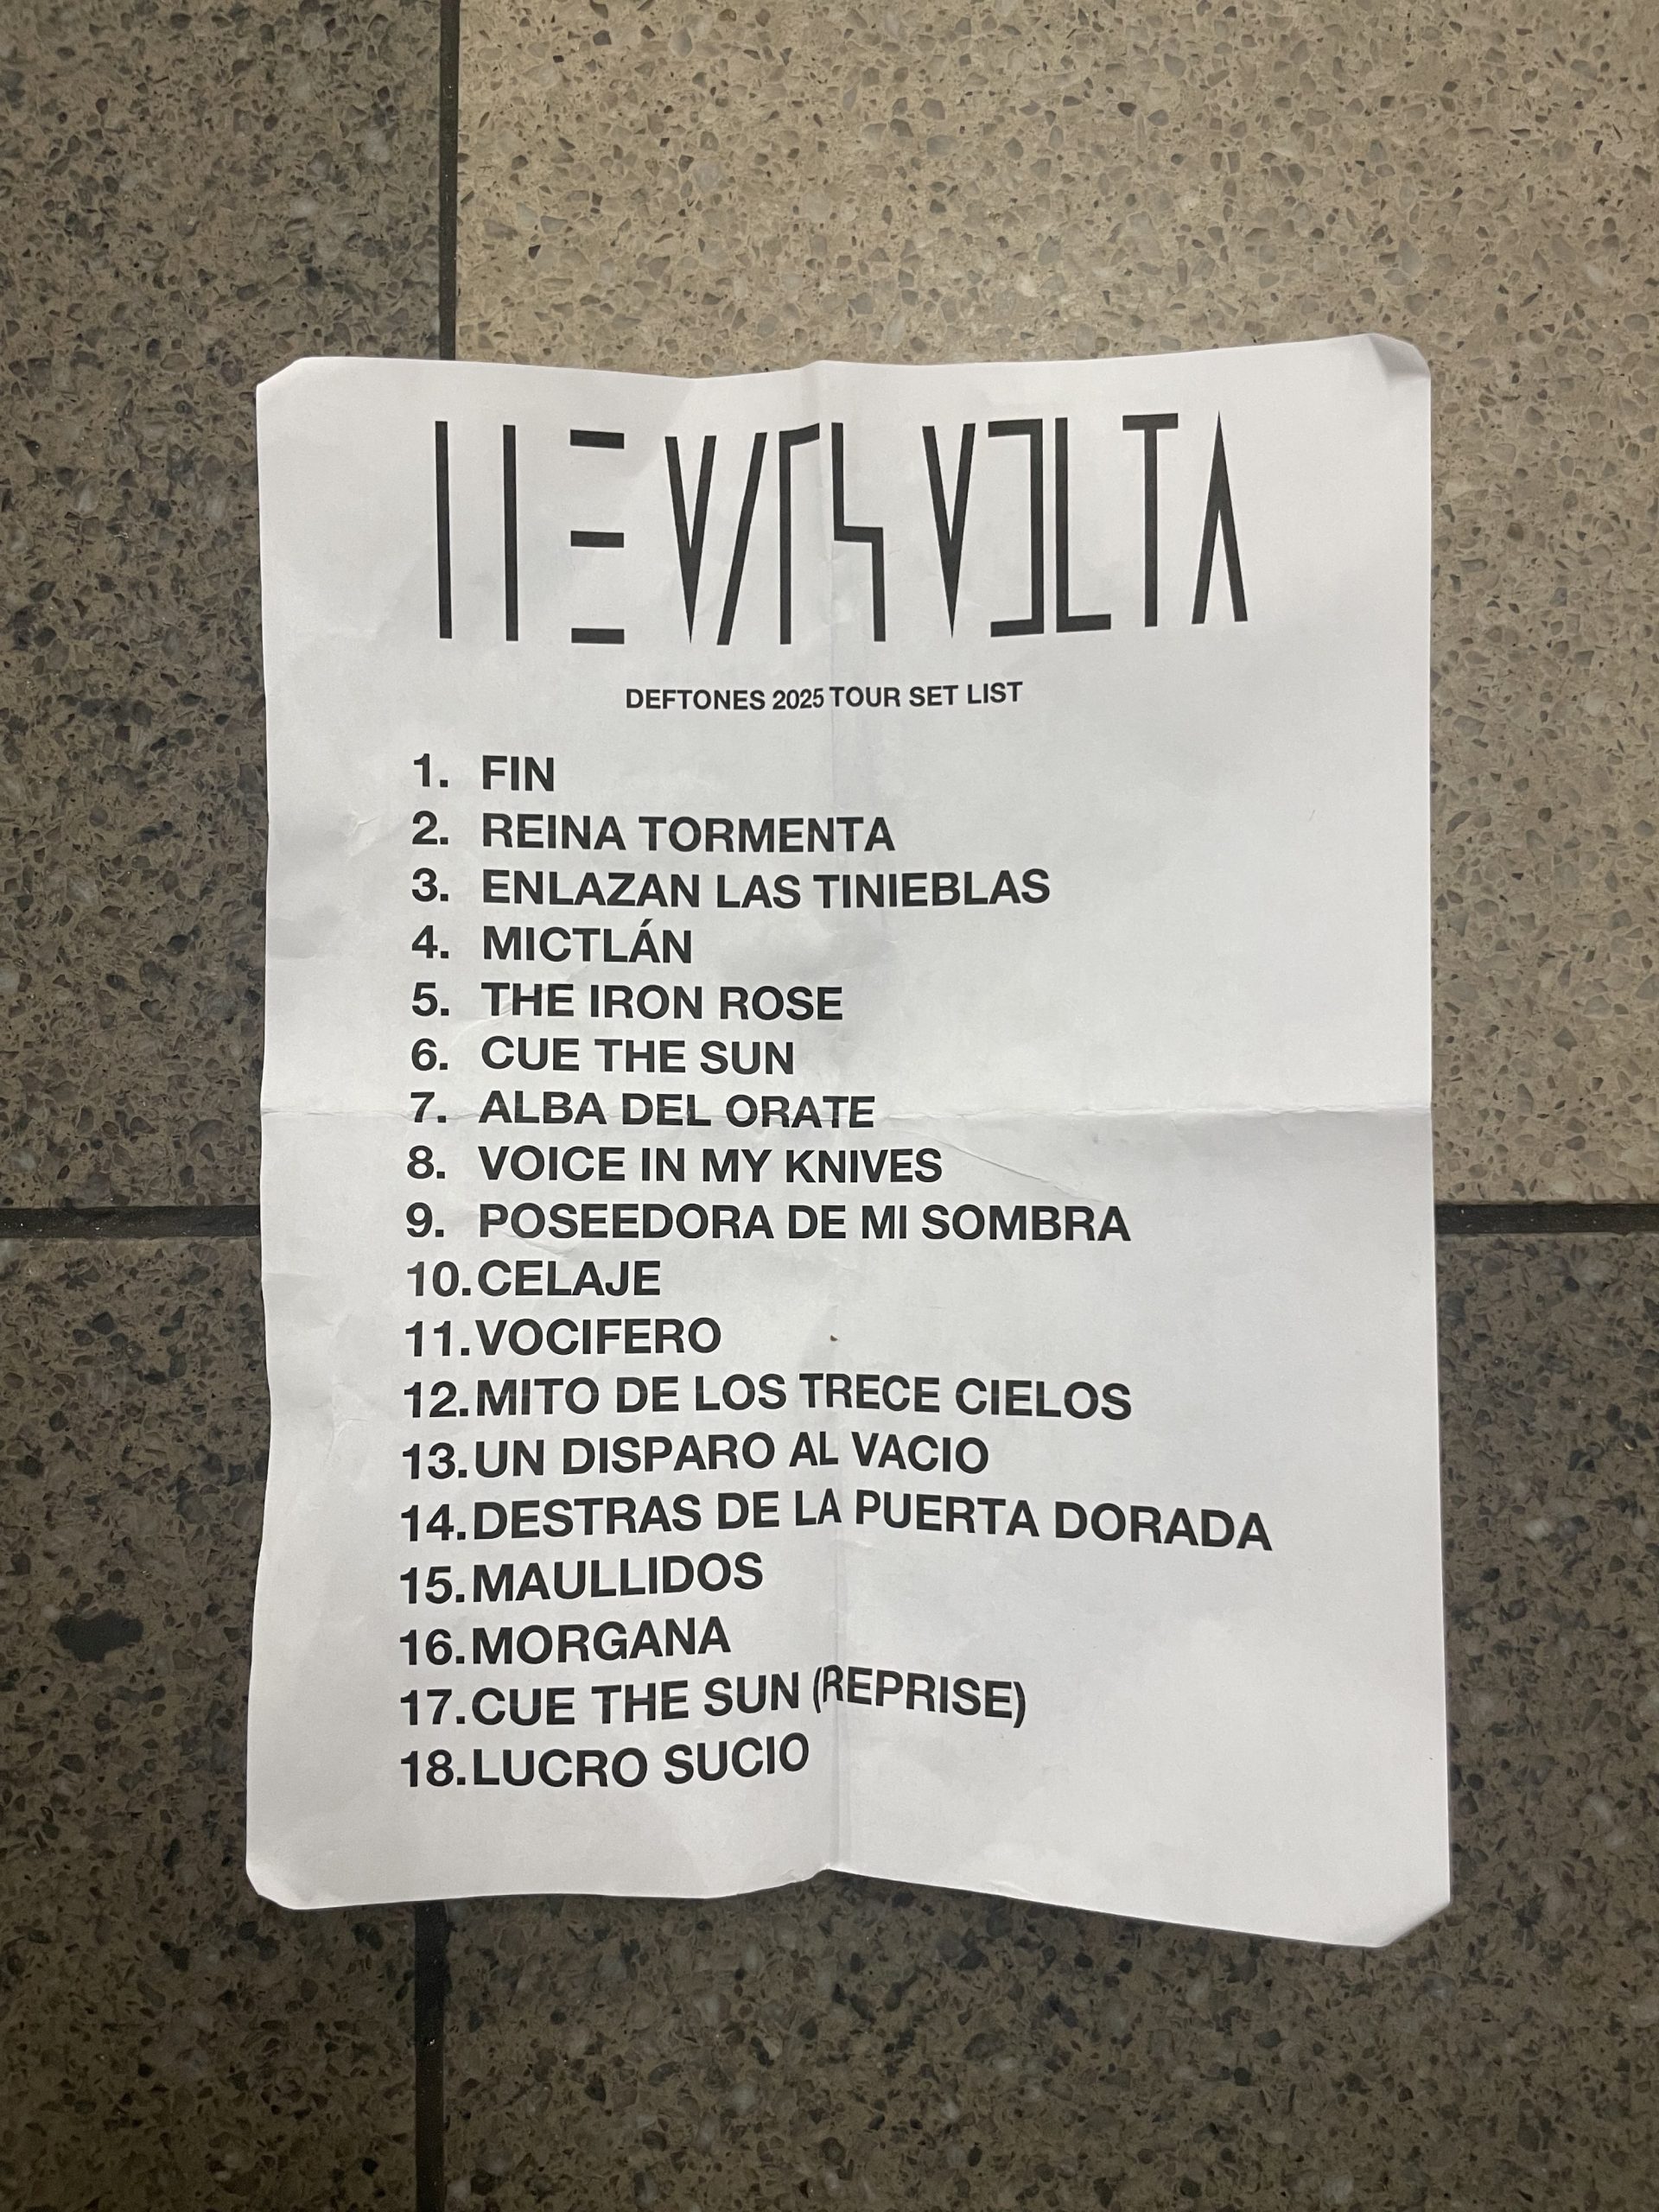 THE MARS VOLTA
DEFTONES 2025 TOUR SET LIST
1. FIN
2. REINA TORMENTA
3. ENLAZAN LAS TINIEBLAS
4. MICTLÁN
5. THE IRON ROSE
6. CUE THE SUN
7. ALBA DEL ORATE
8. VOICE IN MY KNIVES
9. POSEEDORA DE MI SOMBRA
10. CELAJE
11. VOCIFERO
12. MITO DE LOS TRECE CIELOS
13. UN DISPARO AL VACIO
14. DESTRAS DE LA PUERTA DORADA
15. MAULLIDOS
16. MORGANA
17. CUE THE SUN (REPRISE)
18. LUCRO SUCIO